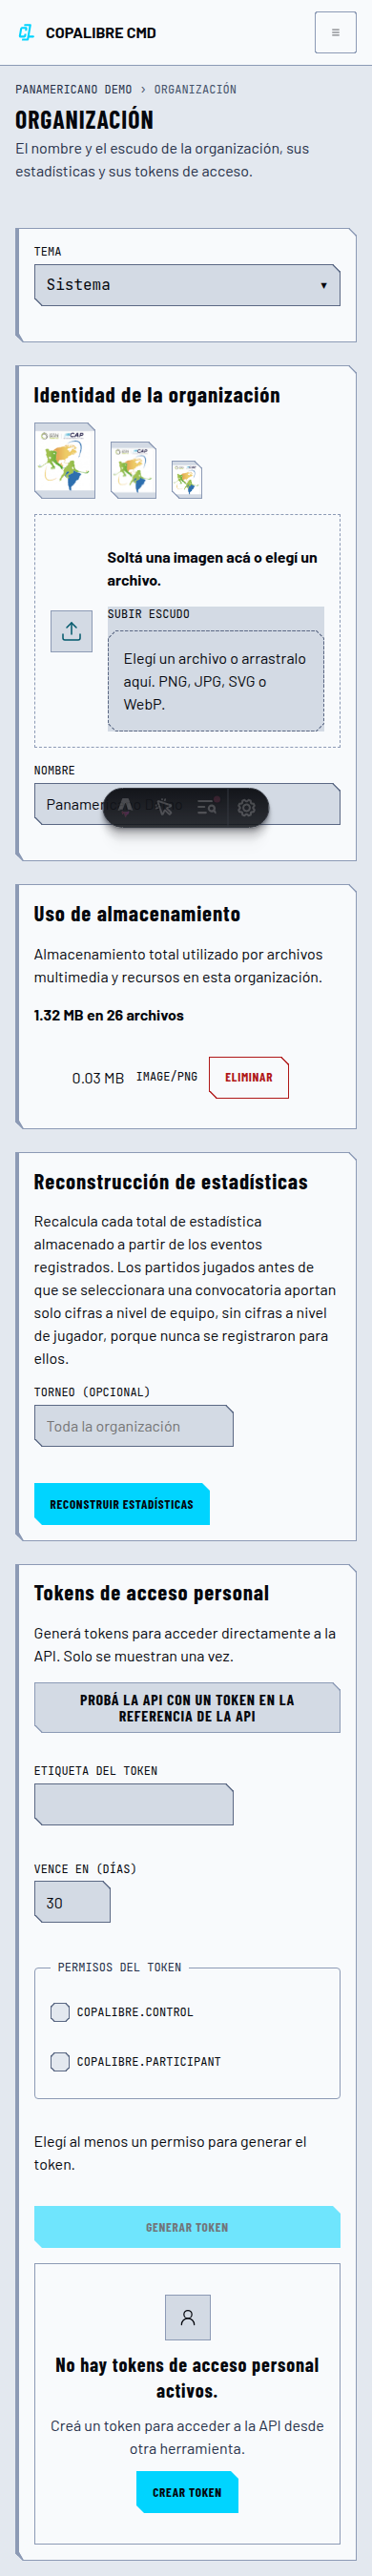 COPALIBRE CMD
PANAMERICANO DEMO › ORGANIZACIÓN
ORGANIZACIÓN
El nombre y el escudo de la organización, sus
estadísticas y sus tokens de acceso.
TEMA
Sistema
Identidad de la organización
Soltá una imagen acá o elegí un
archivo.
SUBIR ESCUDO
Elegí un archivo o arrastralo
aquí. PNG, JPG, SVG o
WebP.
NOMBRE
Uso de almacenamiento
Almacenamiento total utilizado por archivos
multimedia y recursos en esta organización.
1.32 MB en 26 archivos
0.03 MB IMAGE/PNG ELIMINAR
Reconstrucción de estadísticas
Recalcula cada total de estadística
almacenado a partir de los eventos
registrados. Los partidos jugados antes de
que se seleccionara una convocatoria aportan
solo cifras a nivel de equipo, sin cifras a nivel
de jugador, porque nunca se registraron para
ellos.
TORNEO (OPCIONAL)
Toda la organización
RECONSTRUIR ESTADÍSTICAS
Tokens de acceso personal
Generá tokens para acceder directamente a la
API. Solo se muestran una vez.
PROBÁ LA API CON UN TOKEN EN LA
REFERENCIA DE LA API
ETIQUETA DEL TOKEN
VENCE EN (DÍAS)
30
PERMISOS DEL TOKEN
COPALIBRE.CONTROL
COPALIBRE.PARTICIPANT
Elegí al menos un permiso para generar el
token.
GENERAR TOKEN
No hay tokens de acceso personal
activos.
Creá un token para acceder a la API desde
otra herramienta.
CREAR TOKEN